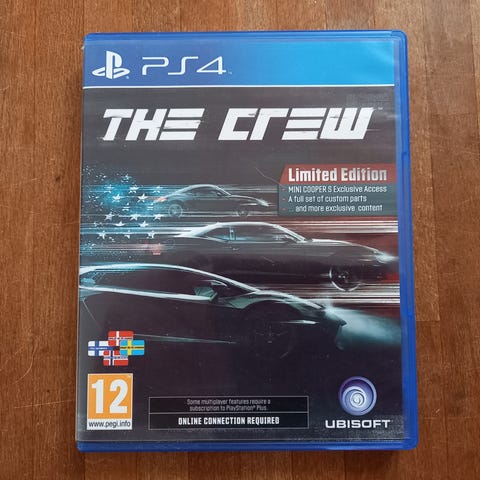 PS4
THE CREW
Limited Edition
- MINI COOPER S Exclusive Access
- A full set of custom parts
... and more exclusive content
12
www.pegi.info
Some multiplayer features require a
subscription to PlayStation® Plus.
ONLINE CONNECTION REQUIRED
UBISOFT